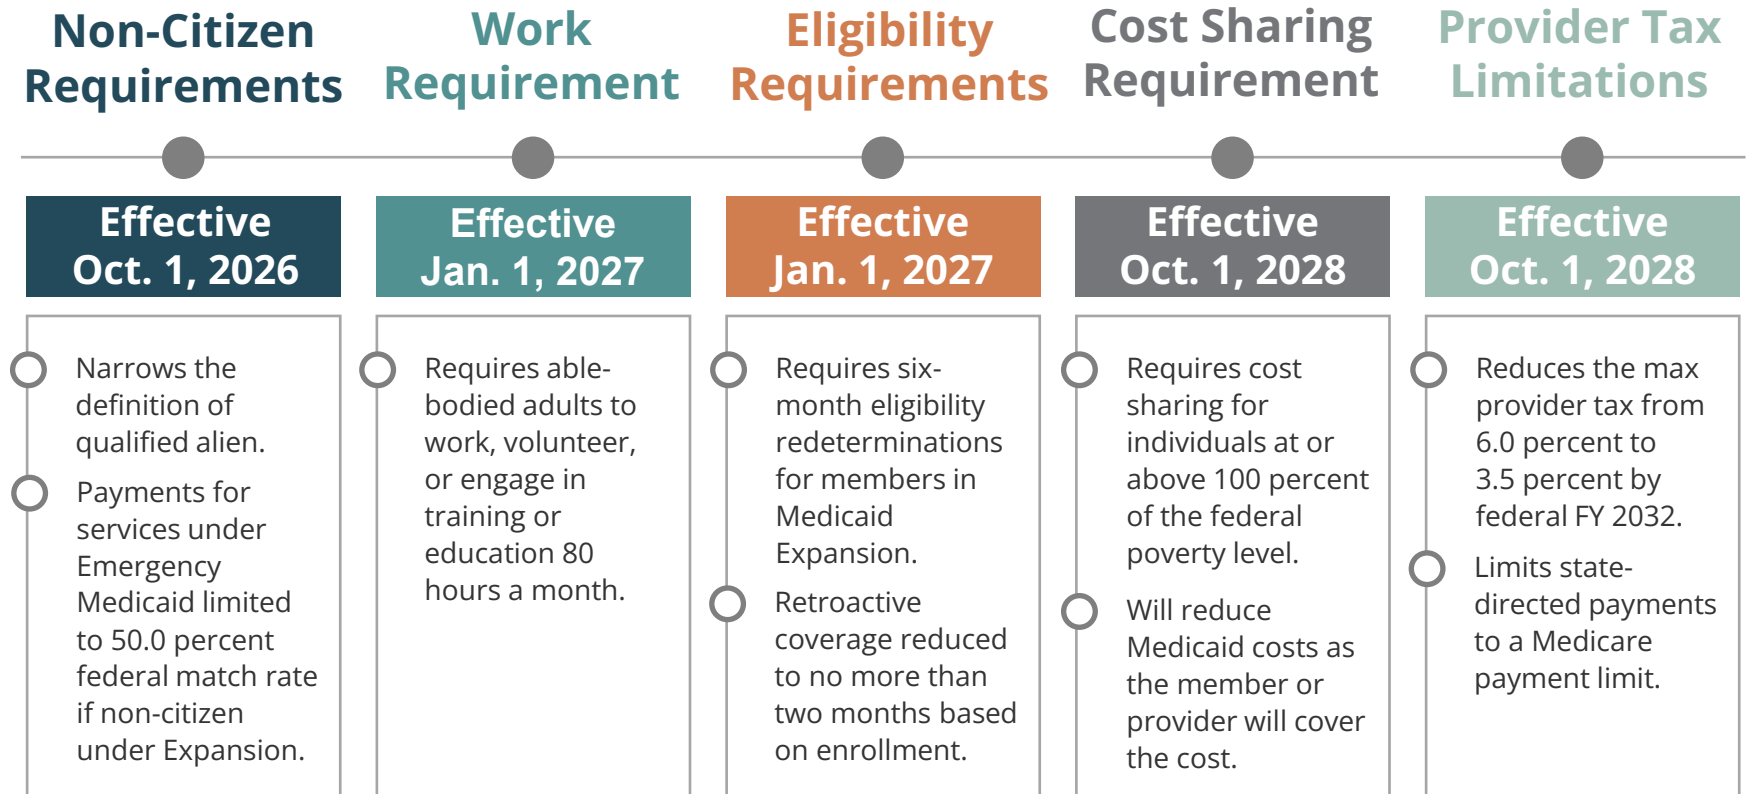 Non-Citizen
Requirements
Work
Requirement
Eligibility
Requirements
Cost Sharing
Requirement
Provider Tax
Limitations
Effective
Oct. 1, 2026
Effective
Jan. 1, 2027
Effective
Jan. 1, 2027
Effective
Oct. 1, 2028
Effective
Oct. 1, 2028
Narrows the
definition of
qualified alien.
Payments for
services under
Emergency
Medicaid limited
to 50.0 percent
federal match rate
if non-citizen
under Expansion.
Requires able-
bodied adults to
work, volunteer,
or engage in
training or
education 80
hours a month.
Requires six-
month eligibility
redeterminations
for members in
Medicaid
Expansion.
Retroactive
coverage reduced
to no more than
two months based
on enrollment.
Requires cost
sharing for
individuals at or
above 100 percent
of the federal
poverty level.
Will reduce
Medicaid costs as
the member or
provider will cover
the cost.
Reduces the max
provider tax from
6.0 percent to
3.5 percent by
federal FY 2032.
Limits state-
directed payments
to a Medicare
payment limit.